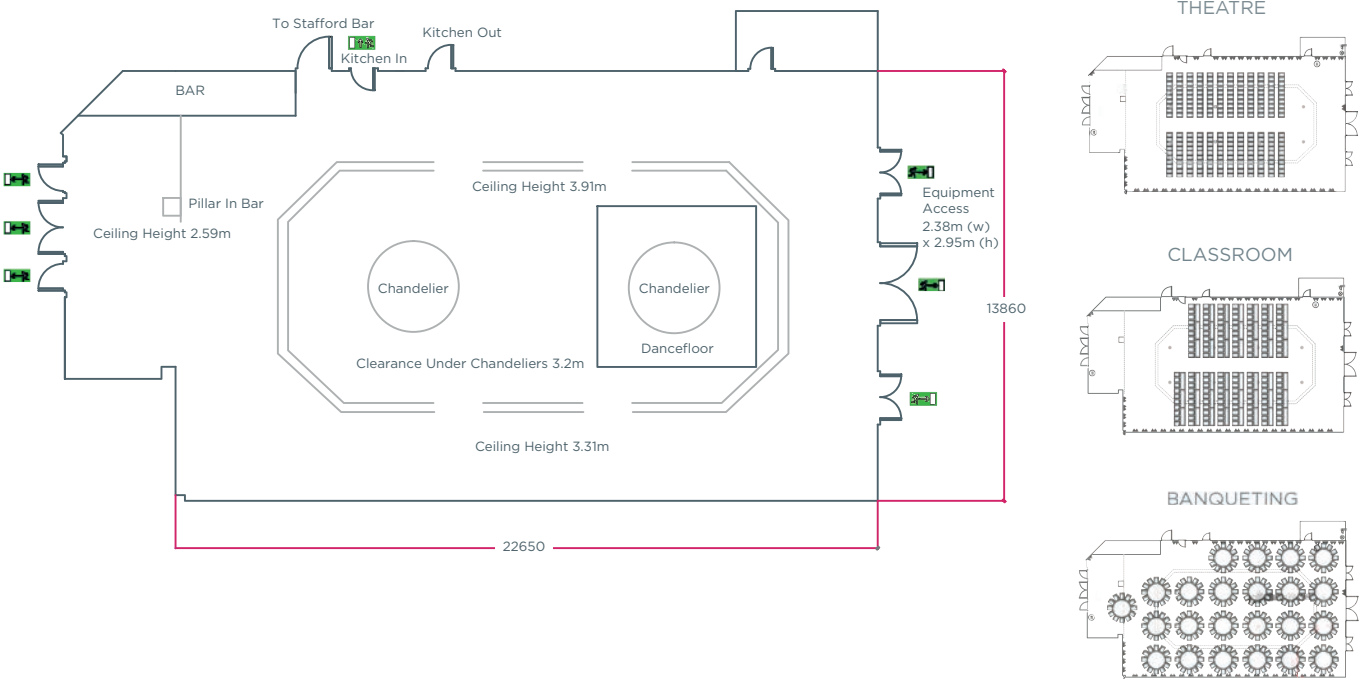 To Stafford Bar
Kitchen Out
Kitchen In
BAR
Ceiling Height 3.91m
Pillar In Bar
Ceiling Height 2.59m
Equipment
Access
2.38m (w)
x 2.95m (h)
Chandelier
Chandelier
13860
Dancefloor
Clearance Under Chandeliers 3.2m
Ceiling Height 3.31m
22650
THEATRE
CLASSROOM
BANQUETING